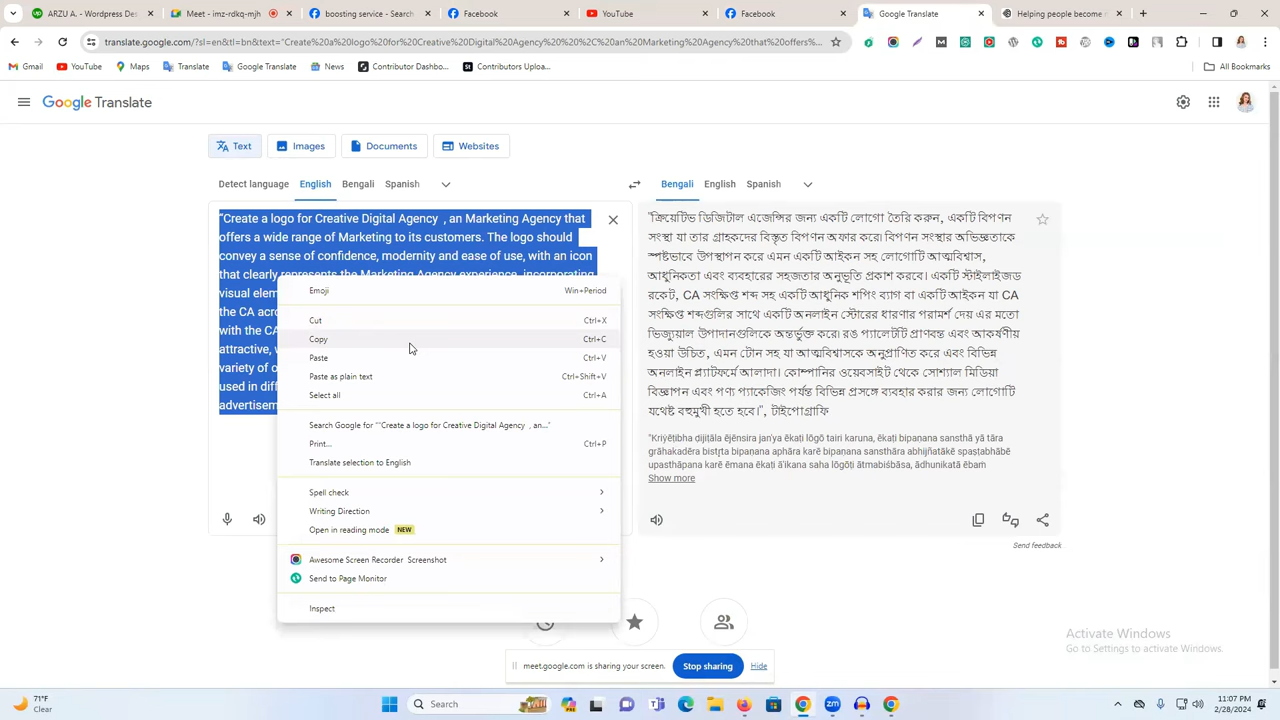 ARZU A. - Des
Meet - imz-rdkq-mjh
boosting service - Search
Facebook
YouTube
Facebook
Google Translate
Helping people become
translate.google.com/?sl=en&tl=bn&text="Create%20a%20logo%20for%20Creative%20Digital%20Agency%20%20%2C%20an%20Marketing%20Agency%20that%20offers%...
Gmail
YouTube
Maps
Translate
Google Translate
News
Contributor Dashbo...
Contributors Uploa...
All Bookmarks
Google Translate
Text
Images
Documents
Websites
Detect language
English
Bengali
Spanish
Bengali
English
Spanish
"Create a logo for Creative Digital Agency , an Marketing Agency that
offers a wide range of Marketing to its customers. The logo should
convey a sense of confidence, modernity and ease of use, with an icon
that clearly represents the Marketing experience, incorporating
visual elem
the CA acros
with the CA
attractive, w
variety of o
used in diff
advertisem
Emoji Win+Period
Cut Ctrl+X
Copy Ctrl+C
Paste Ctrl+V
Paste as plain text Ctrl+Shift+V
Select all Ctrl+A
Search Google for ""Create a logo for Creative Digital Agency , an..."
Print... Ctrl+P
Translate selection to English
Spell check
Writing Direction
Open in reading mode NEW
Awesome Screen Recorder Screenshot
Send to Page Monitor
Inspect
"ক্রিয়েটিভ ডিজিটাল এজেন্সির জন্য একটি লোগো তৈরি করুন, একটি বিপণন
সংস্থা যা তার গ্রাহকদের বিস্তৃত বিপণন অফার করে। বিপণন সংস্থার অভিজ্ঞতাকে
স্পষ্টভাবে উপস্থাপন করে এমন একটি আইকন সহ লোগোটি আত্মবিশ্বাস,
আধুনিকতা এবং ব্যবহারের সহজতার অনুভূতি প্রকাশ করবে। একটি স্টাইলাইজড
রকেট, CA সংক্ষিপ্ত শব্দ সহ একটি আধুনিক শপিং ব্যাগ বা একটি আইকন যা CA
সংক্ষিপ্ত শব্দগুলির সাথে একটি অনলাইন স্টোরের ধারণার পরামর্শ দেয় এর মতো
ভিজ্যুয়াল উপাদানগুলিকে অন্তর্ভুক্ত করে। রঙ প্যালেটটি প্রাণবন্ত এবং আকর্ষণীয়
হওয়া উচিত, এমন টোন সহ যা আত্মবিশ্বাসকে অনুপ্রাণিত করে এবং বিভিন্ন
অনলাইন প্ল্যাটফর্মে আলাদা। কোম্পানির ওয়েবসাইট থেকে সোশ্যাল মিডিয়া
বিজ্ঞাপন এবং পণ্য প্যাকেজিং পর্যন্ত বিভিন্ন প্রসঙ্গে ব্যবহার করার জন্য লোগোটি
যথেষ্ট বহুমুখী হতে হবে।", টাইপোগ্রাফি
"Kriẏēṭibha dijiṭāla ējēnsira jan'ya ēkaṭi lōgō tairi karuna, ēkaṭi bipaṇana sansthā yā tāra
grāhakadēra bistr̥ta bipaṇana aphāra karē bipaṇana sansthāra abhijñatākē spaṣṭabhābē
upasthāpana karē ēmana ēkaṭi ā'ikana saha lōgōṭi ātmabiśbāsa, ādhunikatā ēbaṁ
Show more
Send feedback
Activate Windows
Go to Settings to activate Windows.
meet.google.com is sharing your screen.
Stop sharing
Hide
71°F
Clear
Search
11:07 PM
2/28/2024